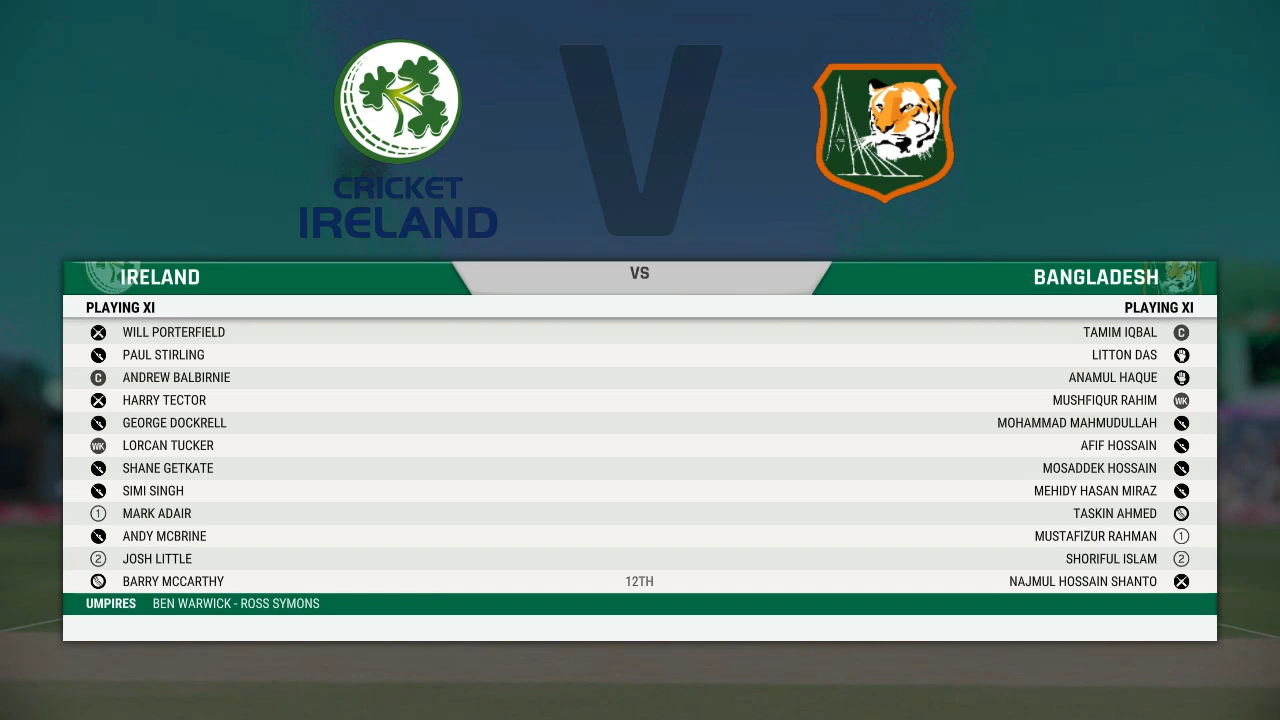 V
CRICKET
IRELAND
IRELAND VS BANGLADESH
PLAYING XI PLAYING XI
WILL PORTERFIELD TAMIM IQBAL C
PAUL STIRLING LITTON DAS
C ANDREW BALBIRNIE ANAMUL HAQUE
HARRY TECTOR MUSHFIQUR RAHIM WK
GEORGE DOCKRELL MOHAMMAD MAHMUDULLAH
WK LORCAN TUCKER AFIF HOSSAIN
SHANE GETKATE MOSADDEK HOSSAIN
SIMI SINGH MEHIDY HASAN MIRAZ
1 MARK ADAIR TASKIN AHMED
ANDY MCBRINE MUSTAFIZUR RAHMAN 1
2 JOSH LITTLE SHORIFUL ISLAM 2
BARRY MCCARTHY 12TH NAJMUL HOSSAIN SHANTO
UMPIRES BEN WARWICK - ROSS SYMONS